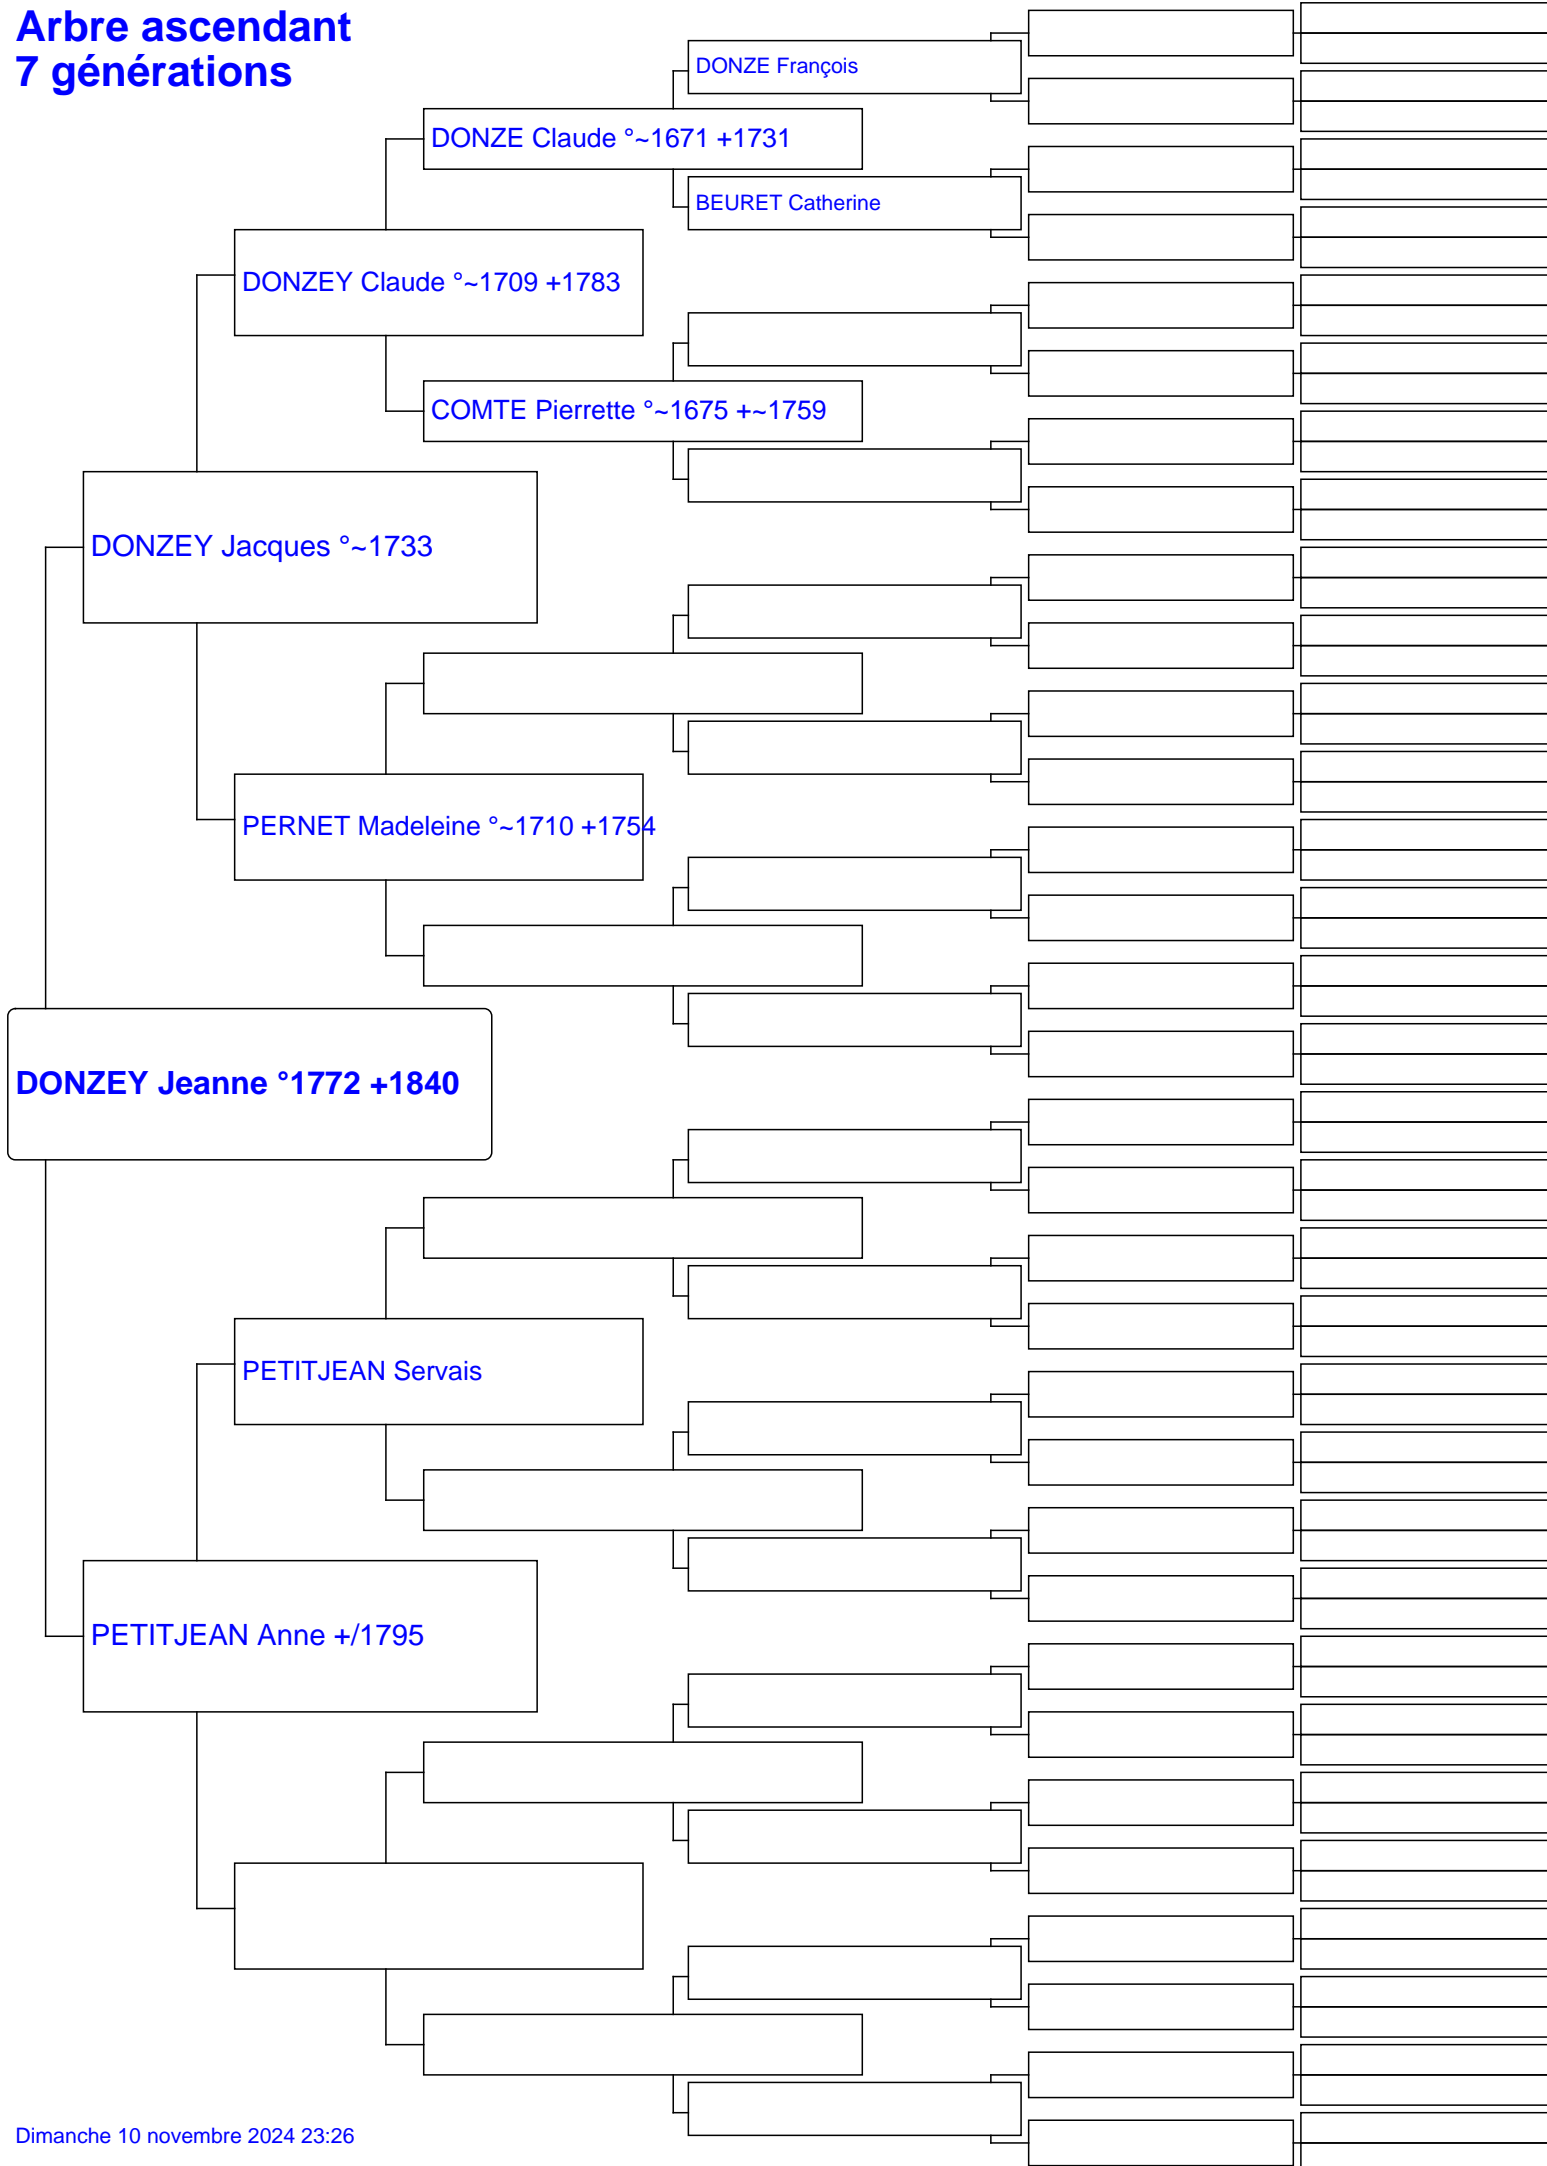 Arbre ascendant
7 générations
DONZE François
DONZE Claude °~1671 +1731
BEURET Catherine
DONZEY Claude °~1709 +1783
COMTE Pierrette °~1675 +~1759
DONZEY Jacques °~1733
PERNET Madeleine °~1710 +1754
DONZEY Jeanne °1772 +1840
PETITJEAN Servais
PETITJEAN Anne +/1795
Dimanche 10 novembre 2024 23:26